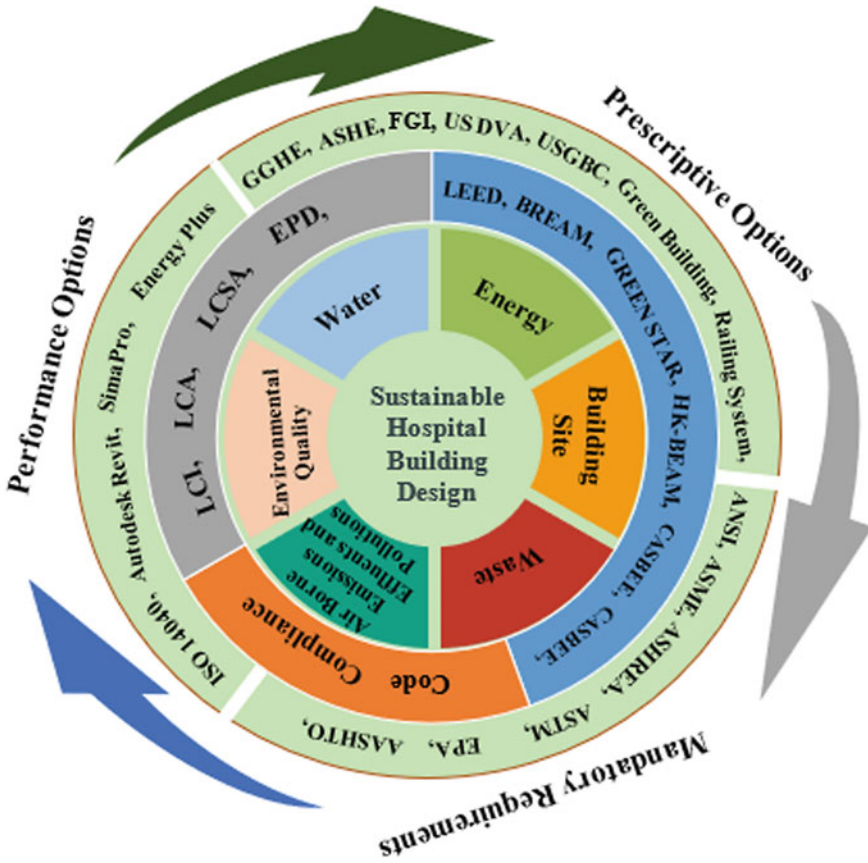 Prescriptive Options
Mandatory Requirements
Performance Options
GGHE, ASHE, FGI, US DVA, USGBC, Green Building, Railing System,
ANSI, ASME, ASHREA, ASTM, EPA, AASHTO,
ISO 14040, Autodesk Revit, SimaPro, Energy Plus
LEED, BREAM, GREEN STAR, HK-BEAM, CASBEE, CASBEE,
Code Compliance
LCI, LCA, LCSA, EPD,
Water
Energy
Building
Site
Waste
Air Borne
Emissions
Effluents and
Pollutions
Environmental
Quality
Sustainable
Hospital
Building
Design